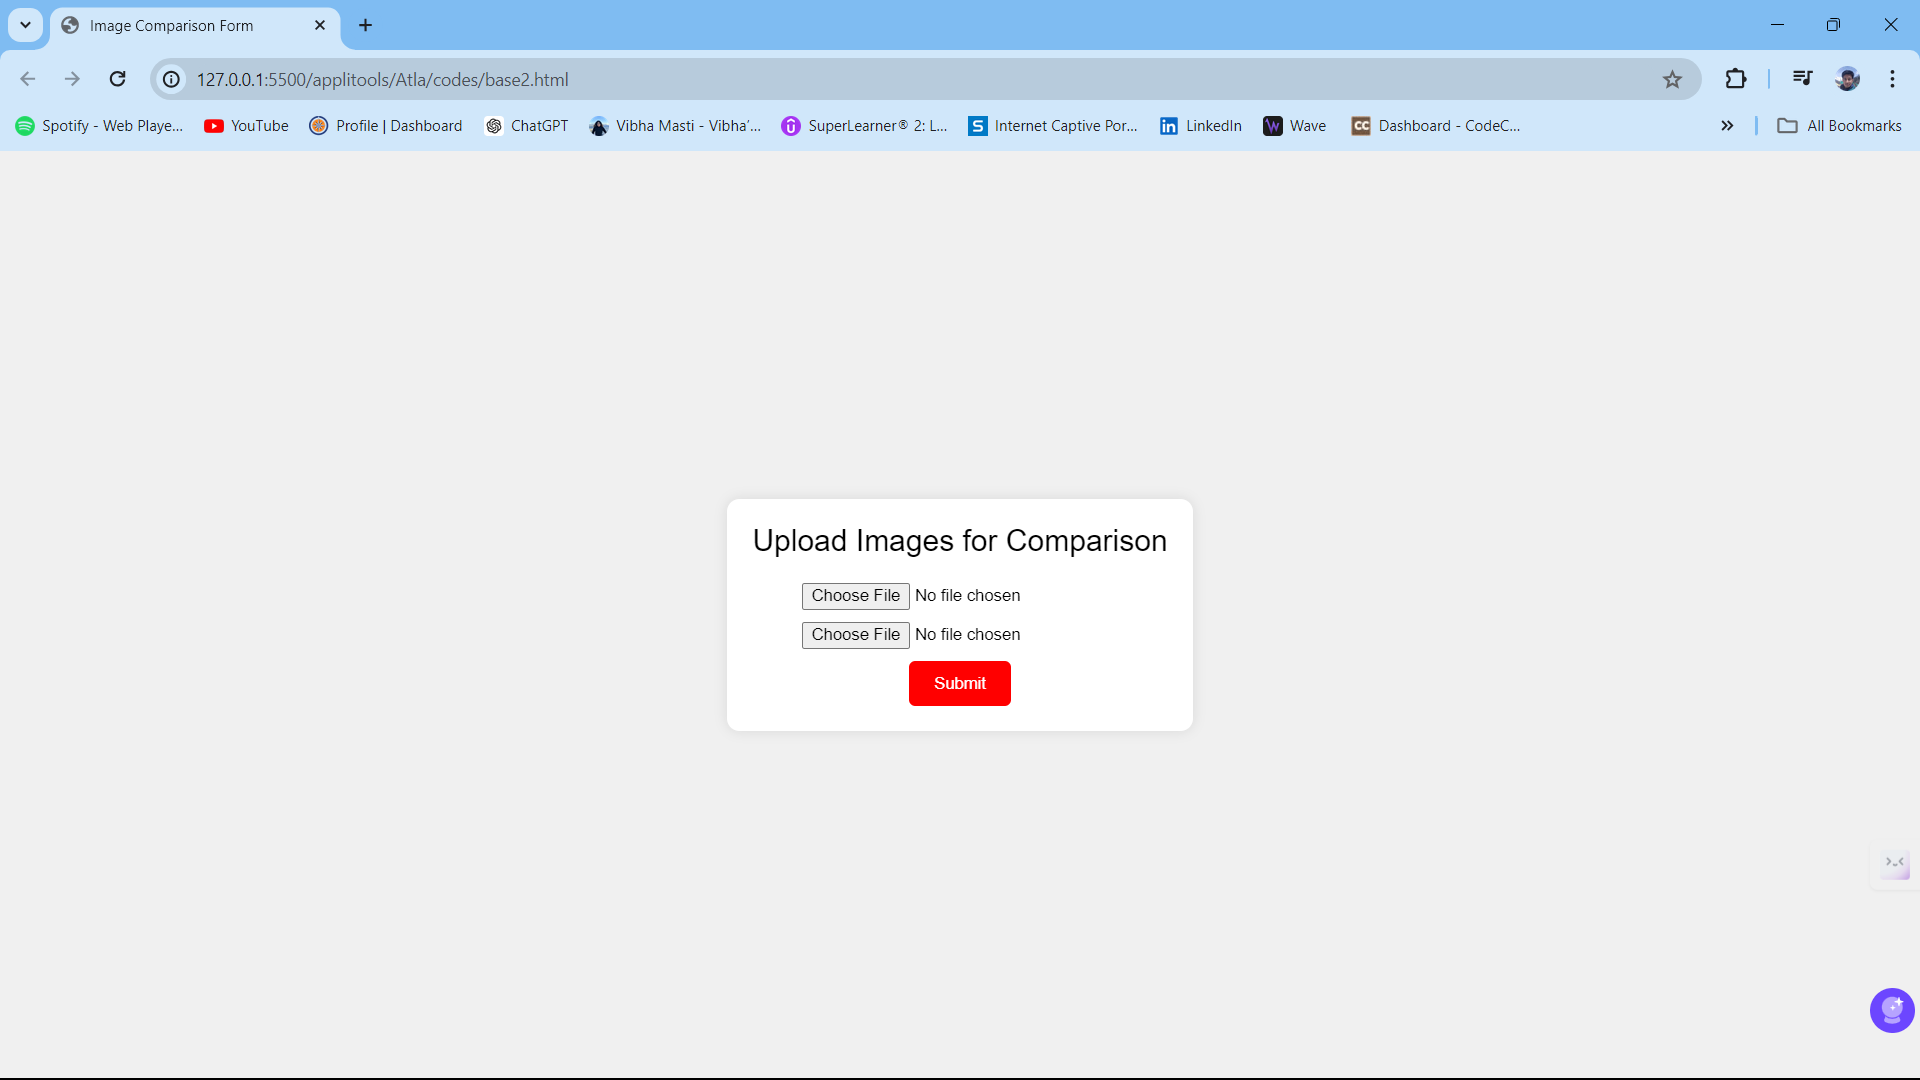 Image Comparison Form
127.0.0.1:5500/applitools/Atla/codes/base2.html
Spotify - Web Playe... YouTube Profile | Dashboard ChatGPT Vibha Masti - Vibha'... SuperLearner® 2: L... Internet Captive Por... LinkedIn Wave Dashboard - CodeC... All Bookmarks
Upload Images for Comparison
Choose File No file chosen
Choose File No file chosen
Submit